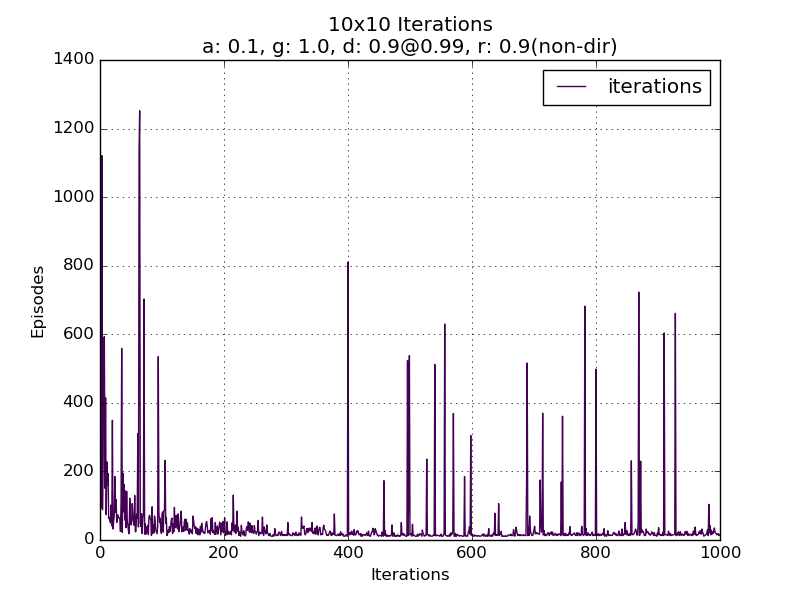 10x10 Iterations
a: 0.1, g: 1.0, d: 0.9@0.99, r: 0.9(non-dir)
iterations
1400
1200
1000
800
600
400
200
0
Episodes
0 200 400 600 800 1000
Iterations